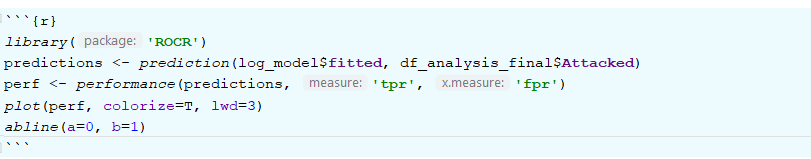 ```{r}
library( package: 'ROCR')
predictions <- prediction(log_model$fitted, df_analysis_final$Attacked)
perf <- performance(predictions, measure: 'tpr', x.measure: 'fpr')
plot(perf, colorize=T, lwd=3)
abline(a=0, b=1)
```